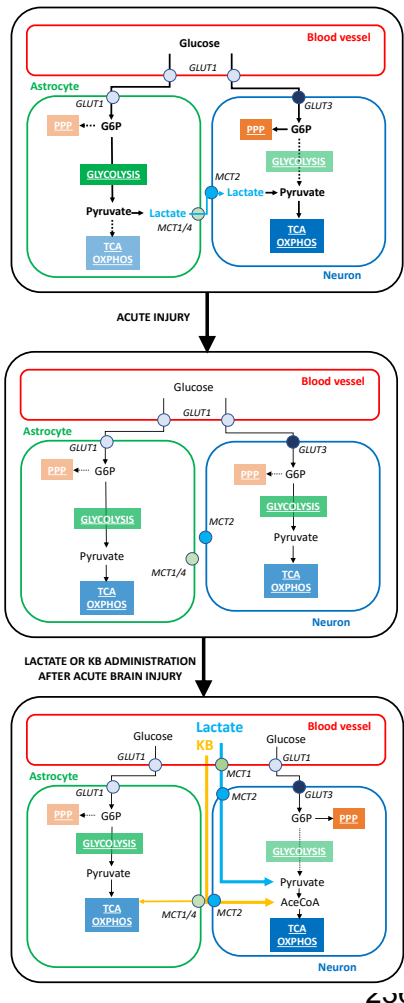 Blood vessel
Glucose
GLUT1
Astrocyte
GLUT1
GLUT3
PPP
G6P
PPP
G6P
GLYCOLYSIS
GLYCOLYSIS
MCT2
Pyruvate
Lactate
Lactate
Pyruvate
MCT1/4
TCA
OXPHOS
TCA
OXPHOS
Neuron
ACUTE INJURY
Blood vessel
Glucose
GLUT1
Astrocyte
GLUT1
GLUT3
PPP
G6P
PPP
G6P
GLYCOLYSIS
GLYCOLYSIS
MCT2
Pyruvate
Pyruvate
MCT1/4
TCA
OXPHOS
TCA
OXPHOS
Neuron
LACTATE OR KB ADMINISTRATION
AFTER ACUTE BRAIN INJURY
Lactate
Blood vessel
Glucose
KB
Glucose
GLUT1
GLUT1
MCT1
Astrocyte
GLUT1
MCT2
GLUT3
PPP
G6P
G6P
PPP
GLYCOLYSIS
GLYCOLYSIS
Pyruvate
Pyruvate
TCA
OXPHOS
MCT1/4
MCT2
AceCoA
TCA
OXPHOS
Neuron